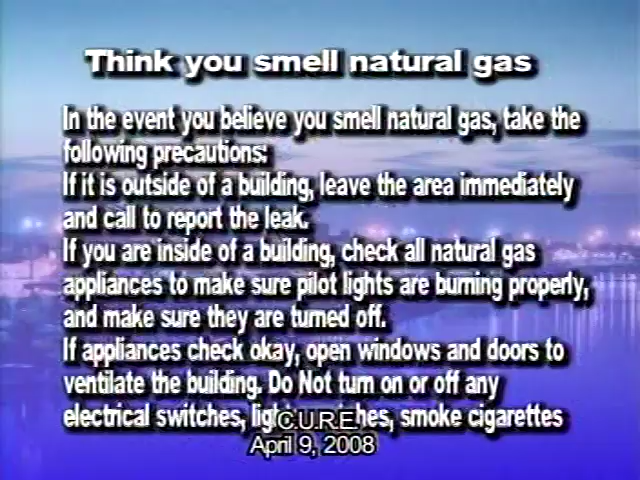 Think you smell natural gas
In the event you believe you smell natural gas, take the
following precautions:
If it is outside of a building, leave the area immediately
and call to report the leak.
If you are inside of a building, check all natural gas
appliances to make sure pilot lights are burning properly,
and make sure they are turned off.
If appliances check okay, open windows and doors to
ventilate the building. Do Not turn on or off any
electrical switches, smoke cigarettes
C.U.R.E.
April 9, 2008